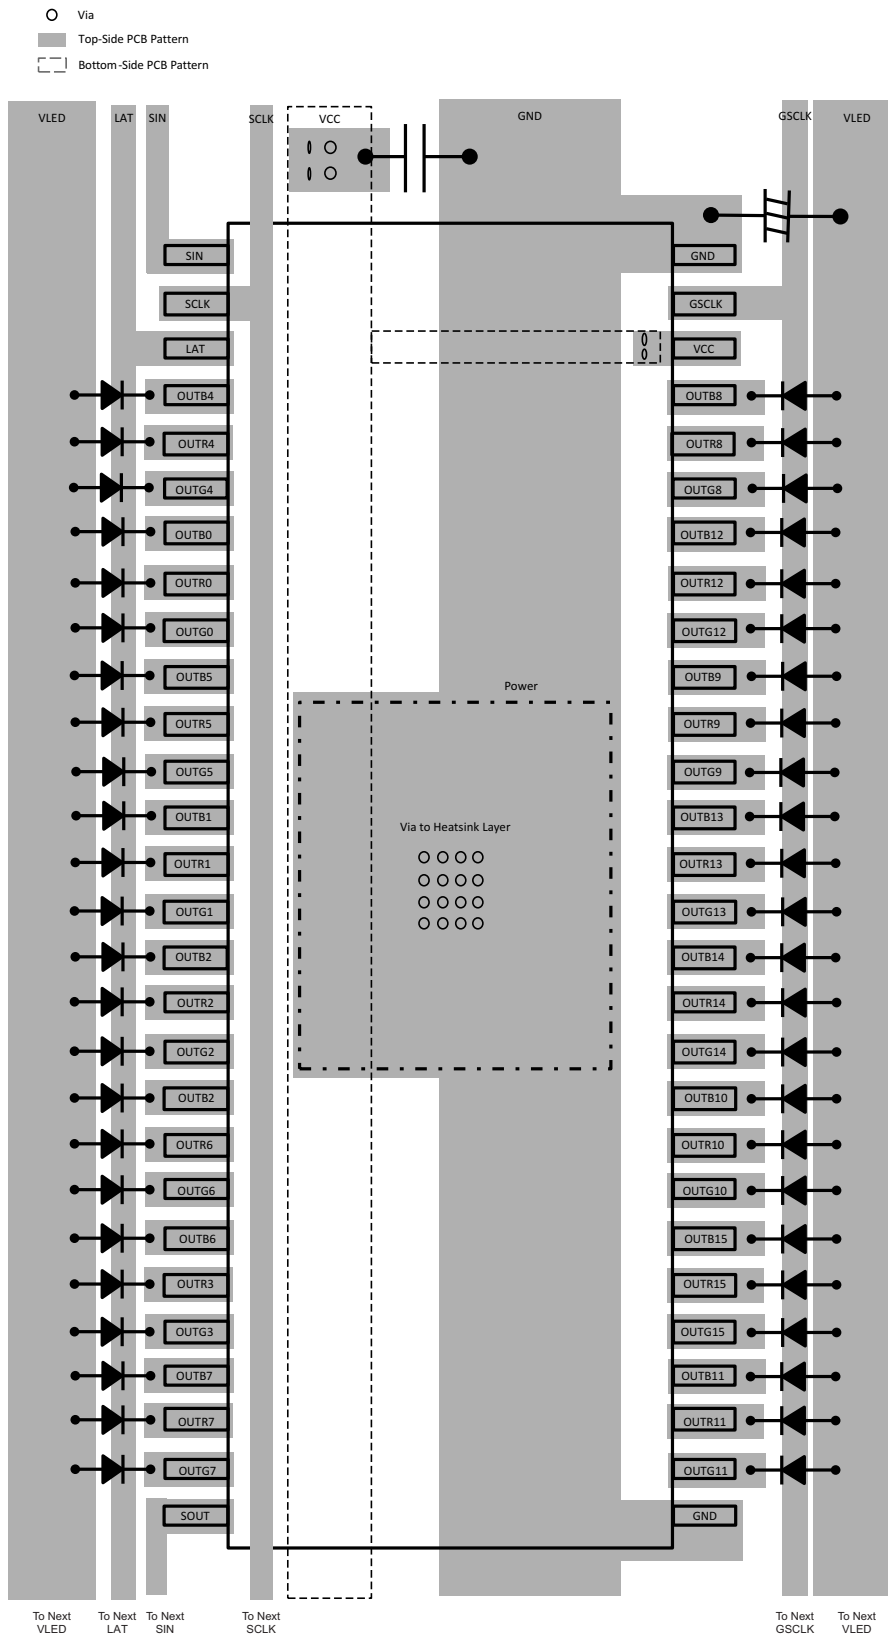 Via
Top-Side PCB Pattern
Bottom-Side PCB Pattern
VLED LAT SIN SCLK VCC GND GSCLK VLED
SIN GND
SCLK GSCLK
LAT VCC
OUTB4 OUTB8
OUTR4 OUTR8
OUTG4 OUTG8
OUTB0 OUTB12
OUTR0 OUTR12
OUTG0 OUTG12
OUTB5 OUTB9
Power
OUTR5 OUTR9
OUTG5 OUTG9
OUTB1 OUTB13
Via to Heatsink Layer
OUTR1 OUTR13
OUTG1 OUTG13
OUTB2 OUTB14
OUTR2 OUTR14
OUTG2 OUTG14
OUTB2 OUTB10
OUTR6 OUTR10
OUTG6 OUTG10
OUTB6 OUTB15
OUTR3 OUTR15
OUTG3 OUTG15
OUTB7 OUTB11
OUTR7 OUTR11
OUTG7 OUTG11
SOUT GND
To Next To Next To Next To Next To Next To Next
VLED LAT SIN SCLK GSCLK VLED